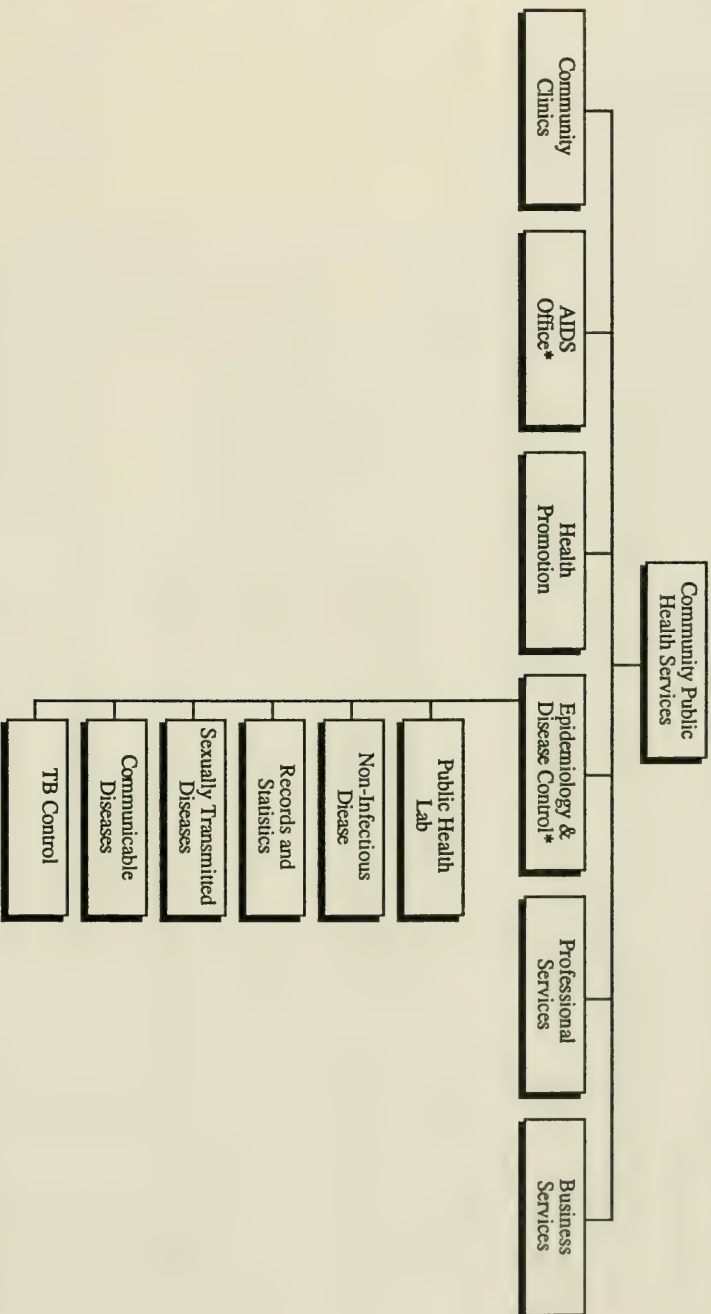 Community Public
Health Services
Community
Clinics
AIDS
Office*
Health
Promotion
Epidemiology &
Disease Control*
Professional
Services
Business
Services
Public Health
Lab
Non-Infectious
Diease
Records and
Statistics
Sexually Transmitted
Diseases
Communicable
Diseases
TB Control